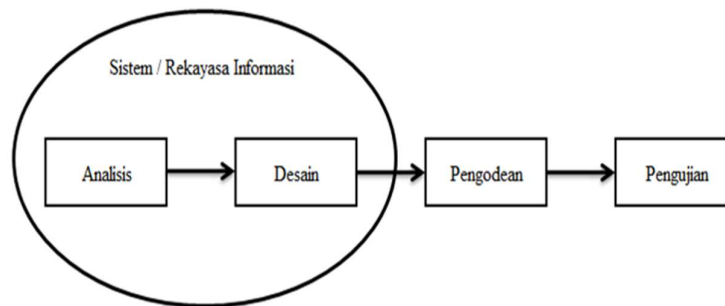 Sistem / Rekayasa Informasi
Analisis
Desain
Pengodean
Pengujian